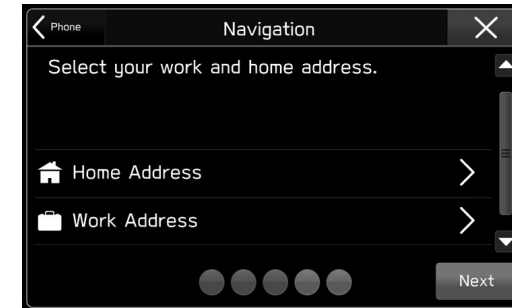 Phone
Navigation
Select your work and home address.
Home Address
Work Address
Next